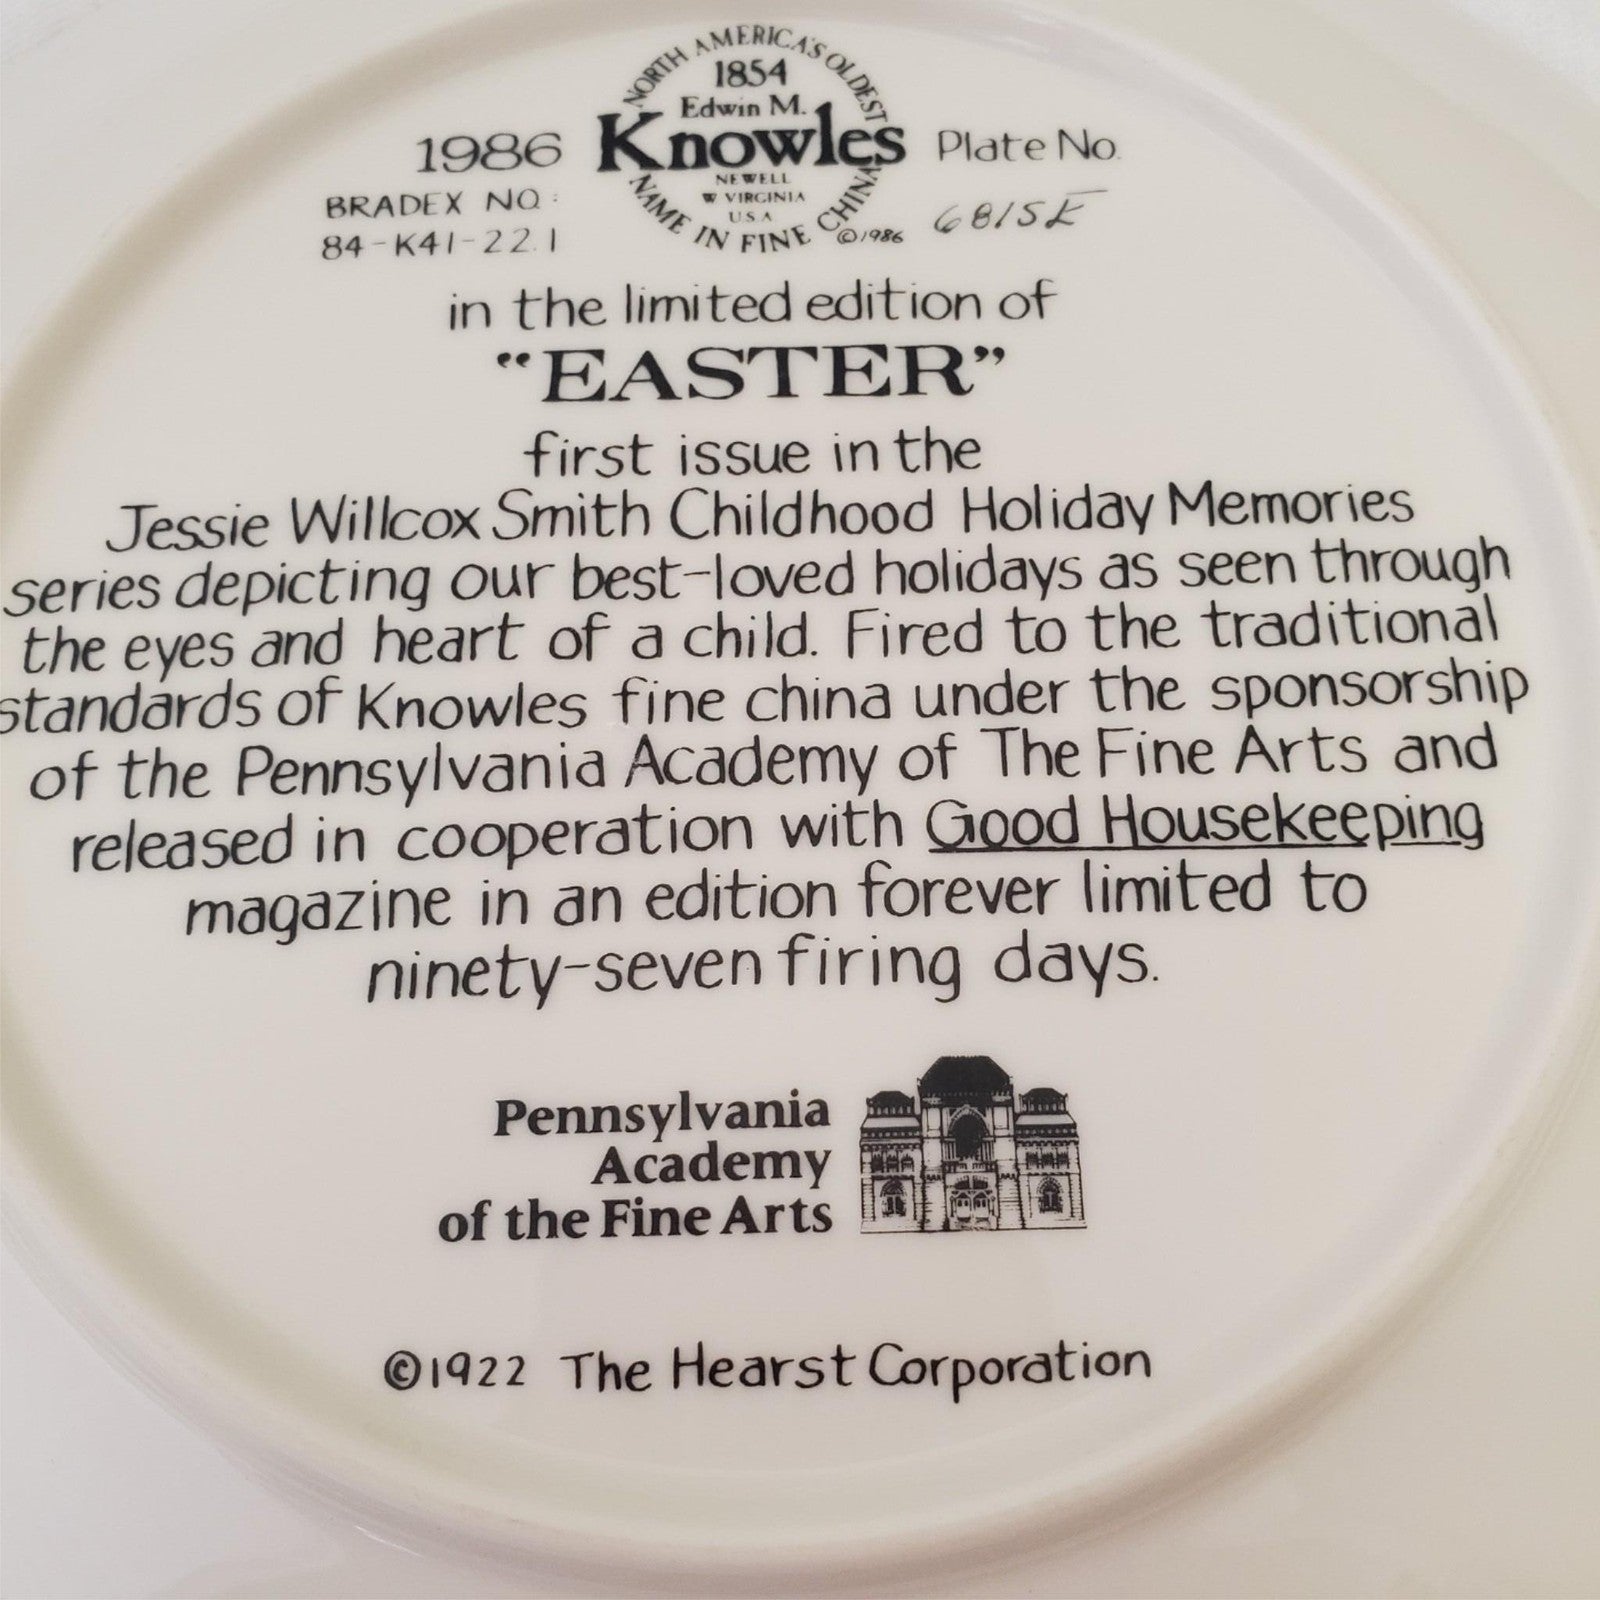 NORTH AMERICA'S OLDEST
1854
Edwin M.
1986 Knowles Plate No.
BRADEX NO:
84-K41-22.1
NEWELL
W VIRGINIA
U S A
NAME IN FINE CHINA
©1986
6815E
in the limited edition of
"EASTER"
first issue in the
Jessie Willcox Smith Childhood Holiday Memories
series depicting our best-loved holidays as seen through
the eyes and heart of a child. Fired to the traditional
standards of Knowles fine china under the sponsorship
of the Pennsylvania Academy of The Fine Arts and
released in cooperation with Good Housekeeping
magazine in an edition forever limited to
ninety-seven firing days.
Pennsylvania
Academy
of the Fine Arts
©1922 The Hearst Corporation